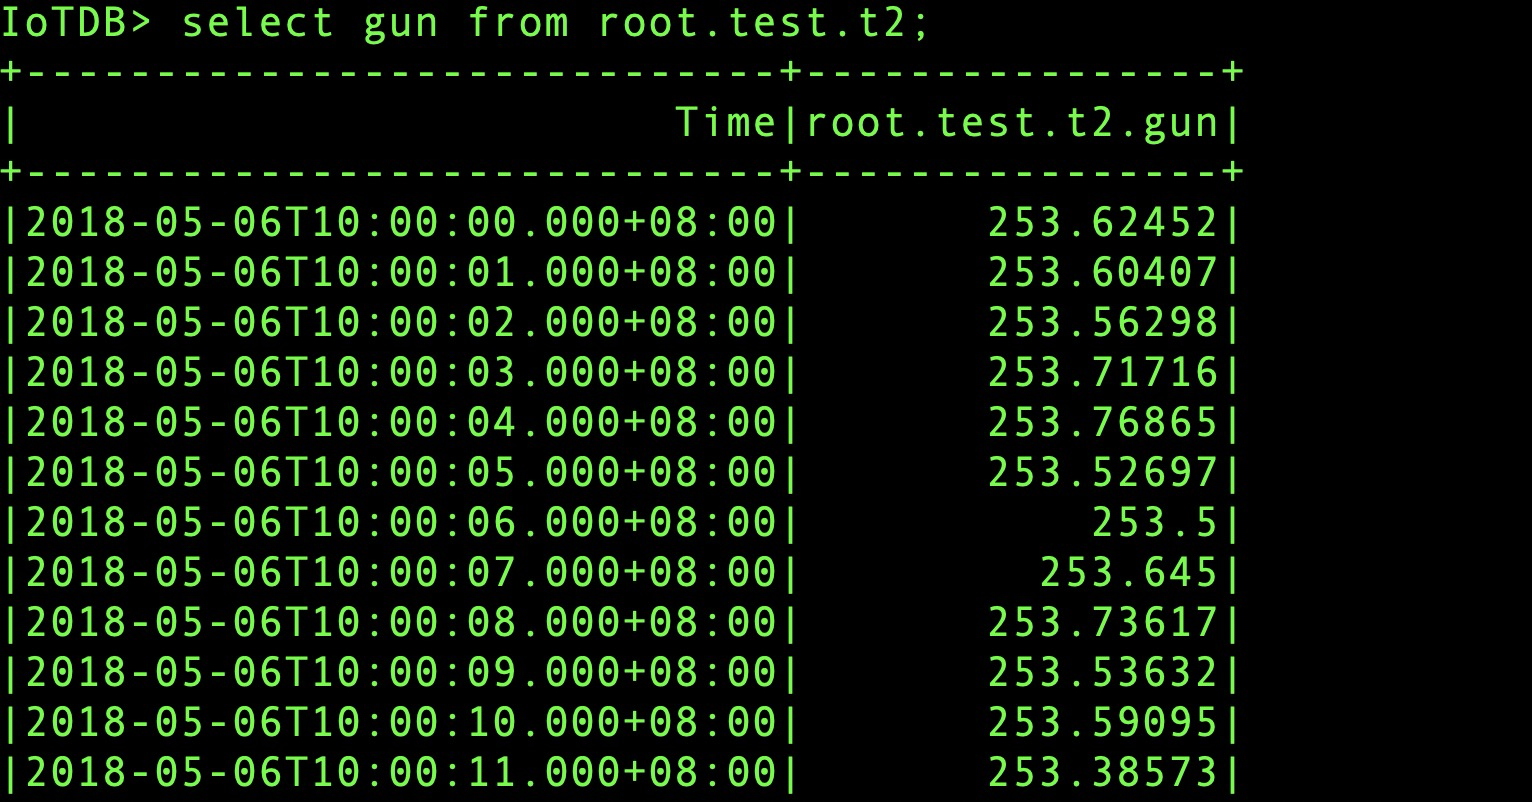 IoTDB> select gun from root.test.t2;
+-----------------------------+----------------+
|                         Time|root.test.t2.gun|
+-----------------------------+----------------+
|2018-05-06T10:00:00.000+08:00|       253.62452|
|2018-05-06T10:00:01.000+08:00|       253.60407|
|2018-05-06T10:00:02.000+08:00|       253.56298|
|2018-05-06T10:00:03.000+08:00|       253.71716|
|2018-05-06T10:00:04.000+08:00|       253.76865|
|2018-05-06T10:00:05.000+08:00|       253.52697|
|2018-05-06T10:00:06.000+08:00|           253.5|
|2018-05-06T10:00:07.000+08:00|         253.645|
|2018-05-06T10:00:08.000+08:00|       253.73617|
|2018-05-06T10:00:09.000+08:00|       253.53632|
|2018-05-06T10:00:10.000+08:00|       253.59095|
|2018-05-06T10:00:11.000+08:00|       253.38573|